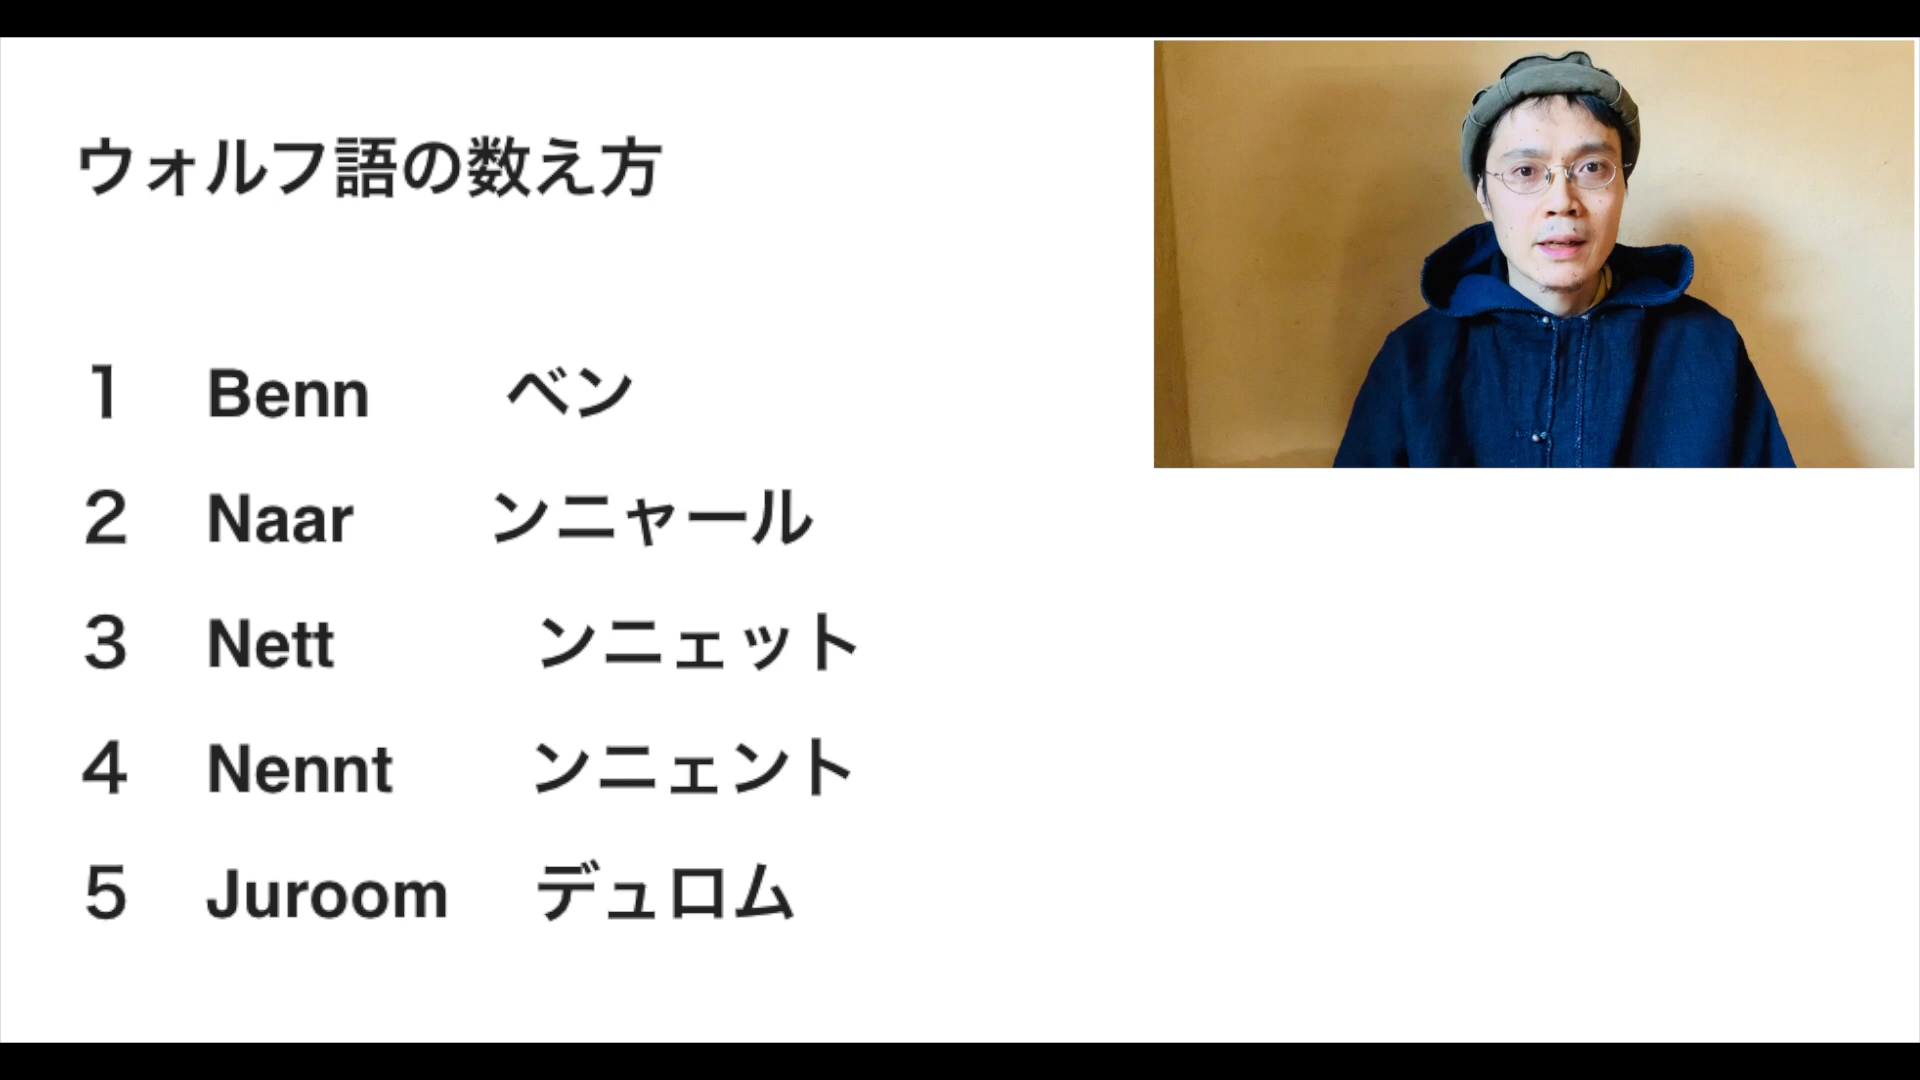 ウォルフ語の数え方
1 Benn ベン
2 Naar ンニャール
3 Nett ンニェット
4 Nennt ンニェント
5 Juroom デュロム